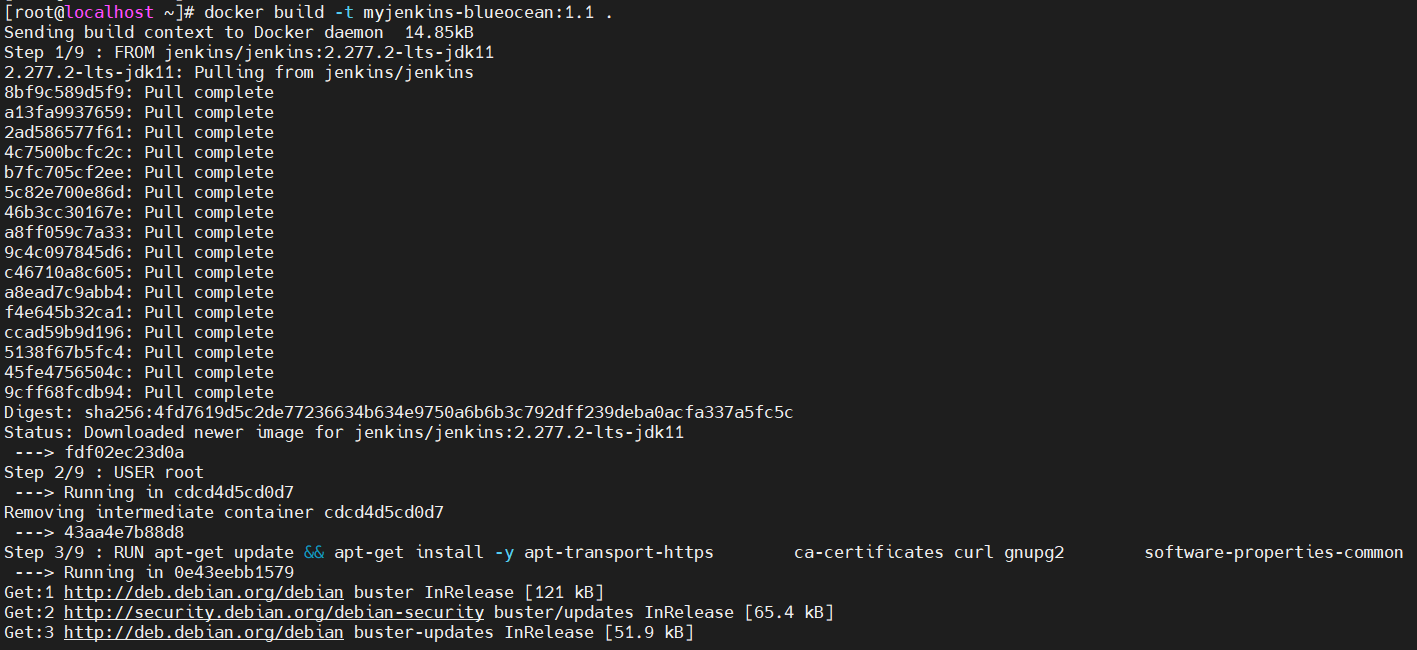 [root@localhost ~]# docker build -t myjenkins-blueocean:1.1 .
Sending build context to Docker daemon  14.85kB
Step 1/9 : FROM jenkins/jenkins:2.277.2-lts-jdk11
2.277.2-lts-jdk11: Pulling from jenkins/jenkins
8bf9c589d5f9: Pull complete
a13fa9937659: Pull complete
2ad586577f61: Pull complete
4c7500bcfc2c: Pull complete
b7fc705cf2ee: Pull complete
5c82e700e86d: Pull complete
46b3cc30167e: Pull complete
a8ff059c7a33: Pull complete
9c4c097845d6: Pull complete
c46710a8c605: Pull complete
a8ead7c9abb4: Pull complete
f4e645b32ca1: Pull complete
ccad59b9d196: Pull complete
5138f67b5fc4: Pull complete
45fe4756504c: Pull complete
9cff68fcdb94: Pull complete
Digest: sha256:4fd7619d5c2de77236634b634e9750a6b6b3c792dff239deba0acfa337a5fc5c
Status: Downloaded newer image for jenkins/jenkins:2.277.2-lts-jdk11
 ---> fdf02ec23d0a
Step 2/9 : USER root
 ---> Running in cdcd4d5cd0d7
Removing intermediate container cdcd4d5cd0d7
 ---> 43aa4e7b88d8
Step 3/9 : RUN apt-get update && apt-get install -y apt-transport-https        ca-certificates curl gnupg2        software-properties-common
 ---> Running in 0e43eebb1579
Get:1 http://deb.debian.org/debian buster InRelease [121 kB]
Get:2 http://security.debian.org/debian-security buster/updates InRelease [65.4 kB]
Get:3 http://deb.debian.org/debian buster-updates InRelease [51.9 kB]